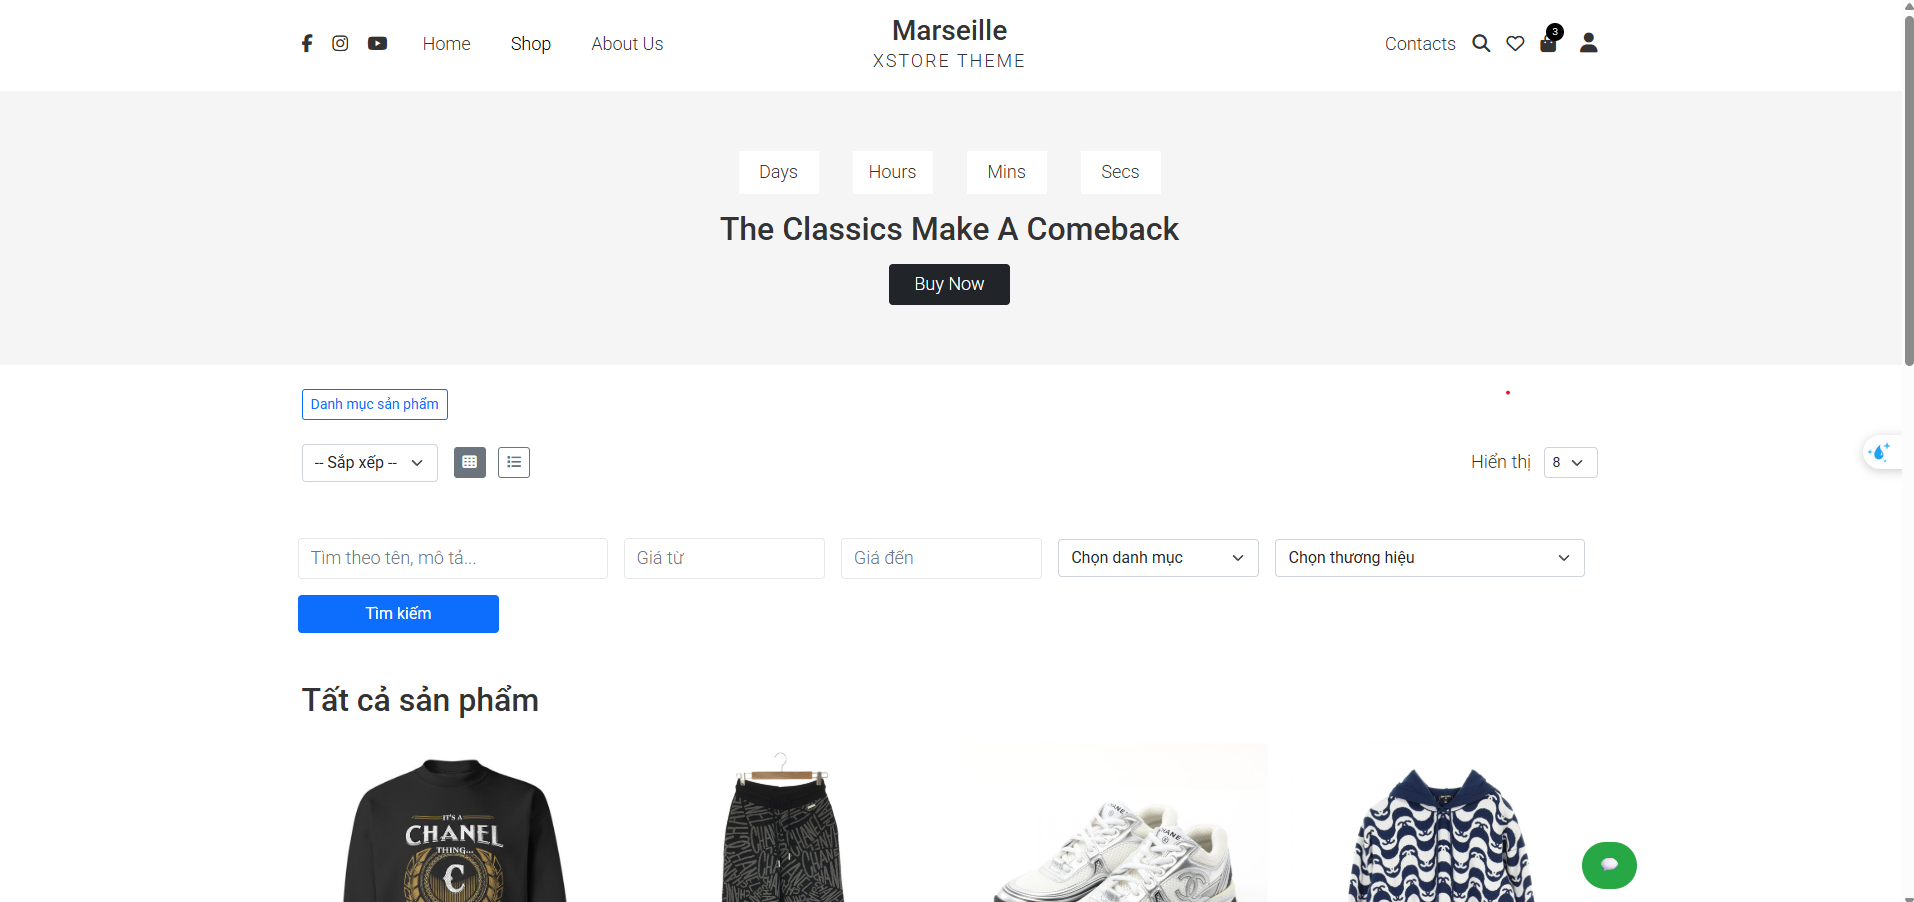 Home
Shop
About Us
Marseille
XSTORE THEME
Contacts
3
Days
Hours
Mins
Secs
The Classics Make A Comeback
Buy Now
Danh mục sản phẩm
-- Sắp xếp --
Hiển thị
8
Tìm theo tên, mô tả...
Giá từ
Giá đến
Chọn danh mục
Chọn thương hiệu
Tìm kiếm
Tất cả sản phẩm
IT'S A
CHANEL
THING...
C